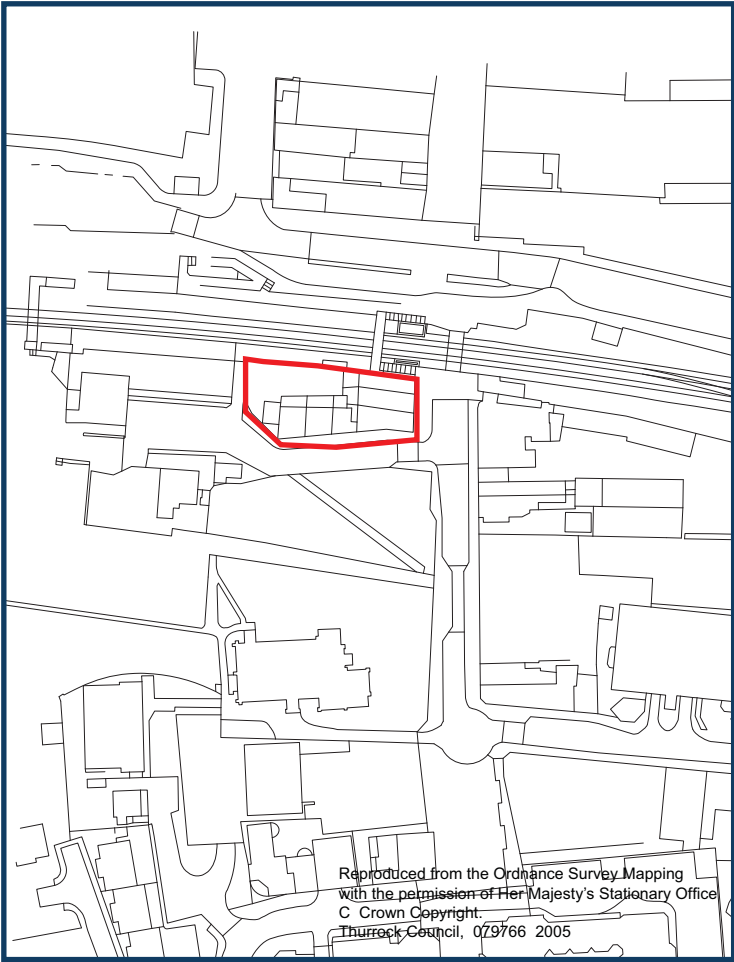 Reproduced from the Ordnance Survey Mapping
with the permission of Her Majesty's Stationary Office
C Crown Copyright.
Thurrock Council, 079766 2005